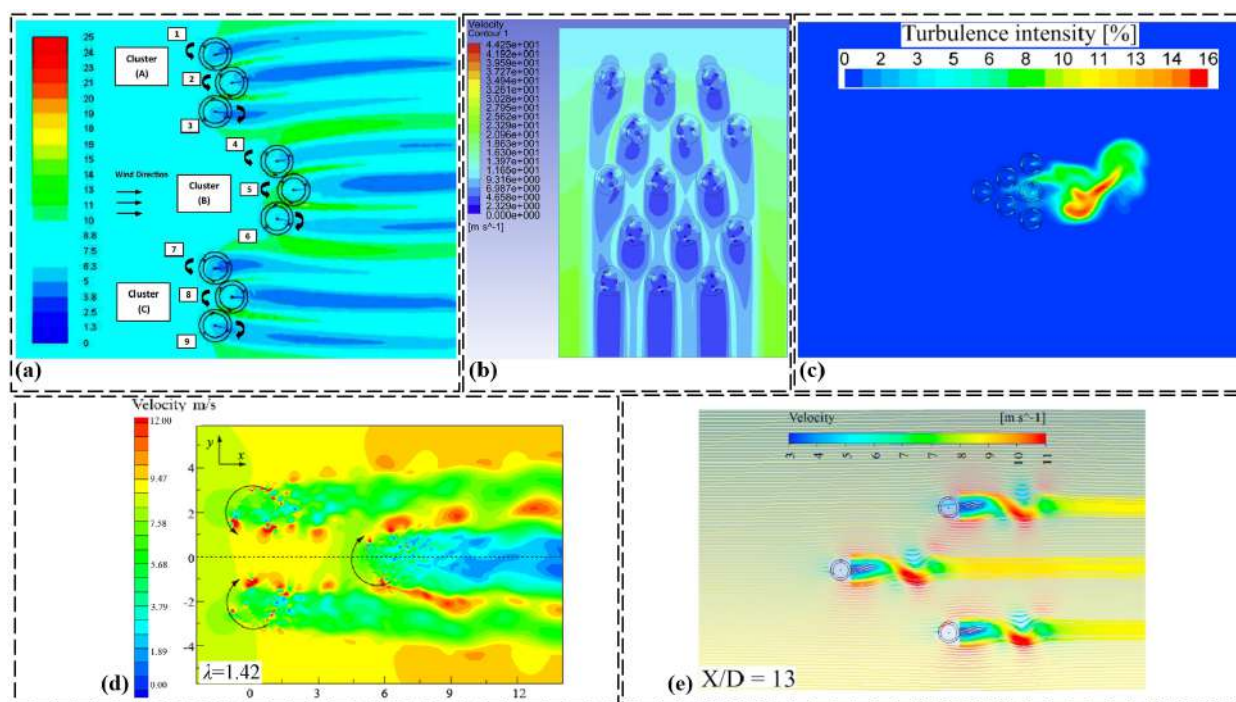 25
24
23
21
20
19
18
16
15
14
13
11
10
8.8
7.5
6.3
5
3.8
2.5
1.3
0
1
Cluster
(A)
2
3
4
Wind Direction
Cluster
(B)
5
6
7
Cluster
(C)
8
9
(a)
Velocity
Contour 1
4.425e+001
4.192e+001
3.959e+001
3.727e+001
3.494e+001
3.261e+001
3.028e+001
2.795e+001
2.562e+001
2.329e+001
2.096e+001
1.863e+001
1.630e+001
1.397e+001
1.165e+001
9.316e+000
6.987e+000
4.658e+000
2.329e+000
0.000e+000
[m s^-1]
(b)
Turbulence intensity [%]
0 2 3 5 6 8 10 11 13 14 16
(c)
Velocity m/s
12.00
9.47
7.58
5.68
3.79
1.89
0.00
y
x
4
2
0
-2
-4
λ=1.42
0 3 6 9 12
(d)
Velocity [m s^-1]
3 4 5 6 7 7 8 9 10 11
(e) X/D = 13